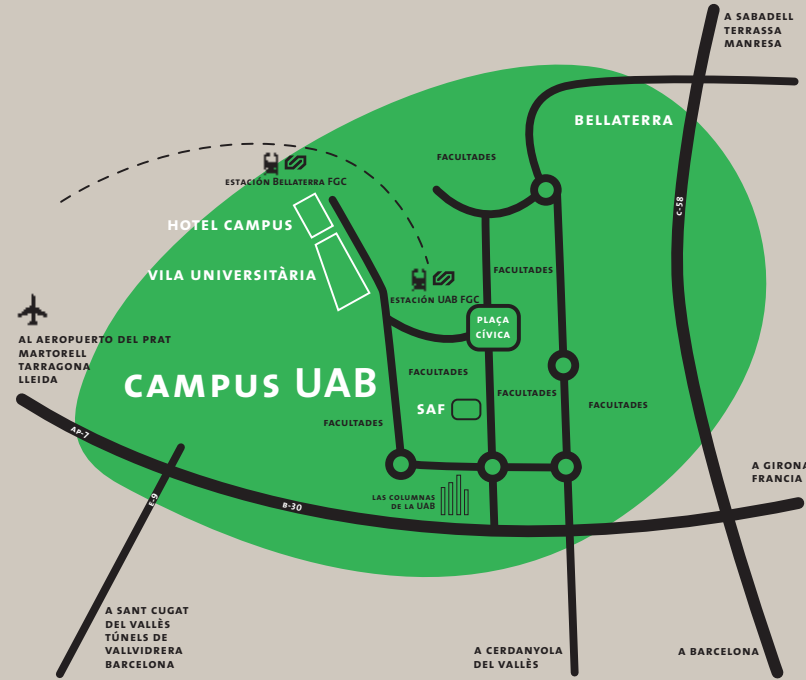 A SABADELL
TERRASSA
MANRESA
BELLATERRA
FACULTADES
ESTACIÓN BELLATERRA FGC
C-58
HOTEL CAMPUS
VILA UNIVERSITÀRIA
FACULTADES
ESTACIÓN UAB FGC
PLAÇA
CÍVICA
AL AEROPUERTO DEL PRAT
MARTORELL
TARRAGONA
LLEIDA
CAMPUS UAB
FACULTADES
FACULTADES
FACULTADES
SAF
FACULTADES
AP-7
A GIRONA
FRANCIA
E-9
B-30
LAS COLUMNAS
DE LA UAB
A SANT CUGAT
DEL VALLÈS
TÚNELS DE
VALLVIDRERA
BARCELONA
A CERDANYOLA
DEL VALLÈS
A BARCELONA